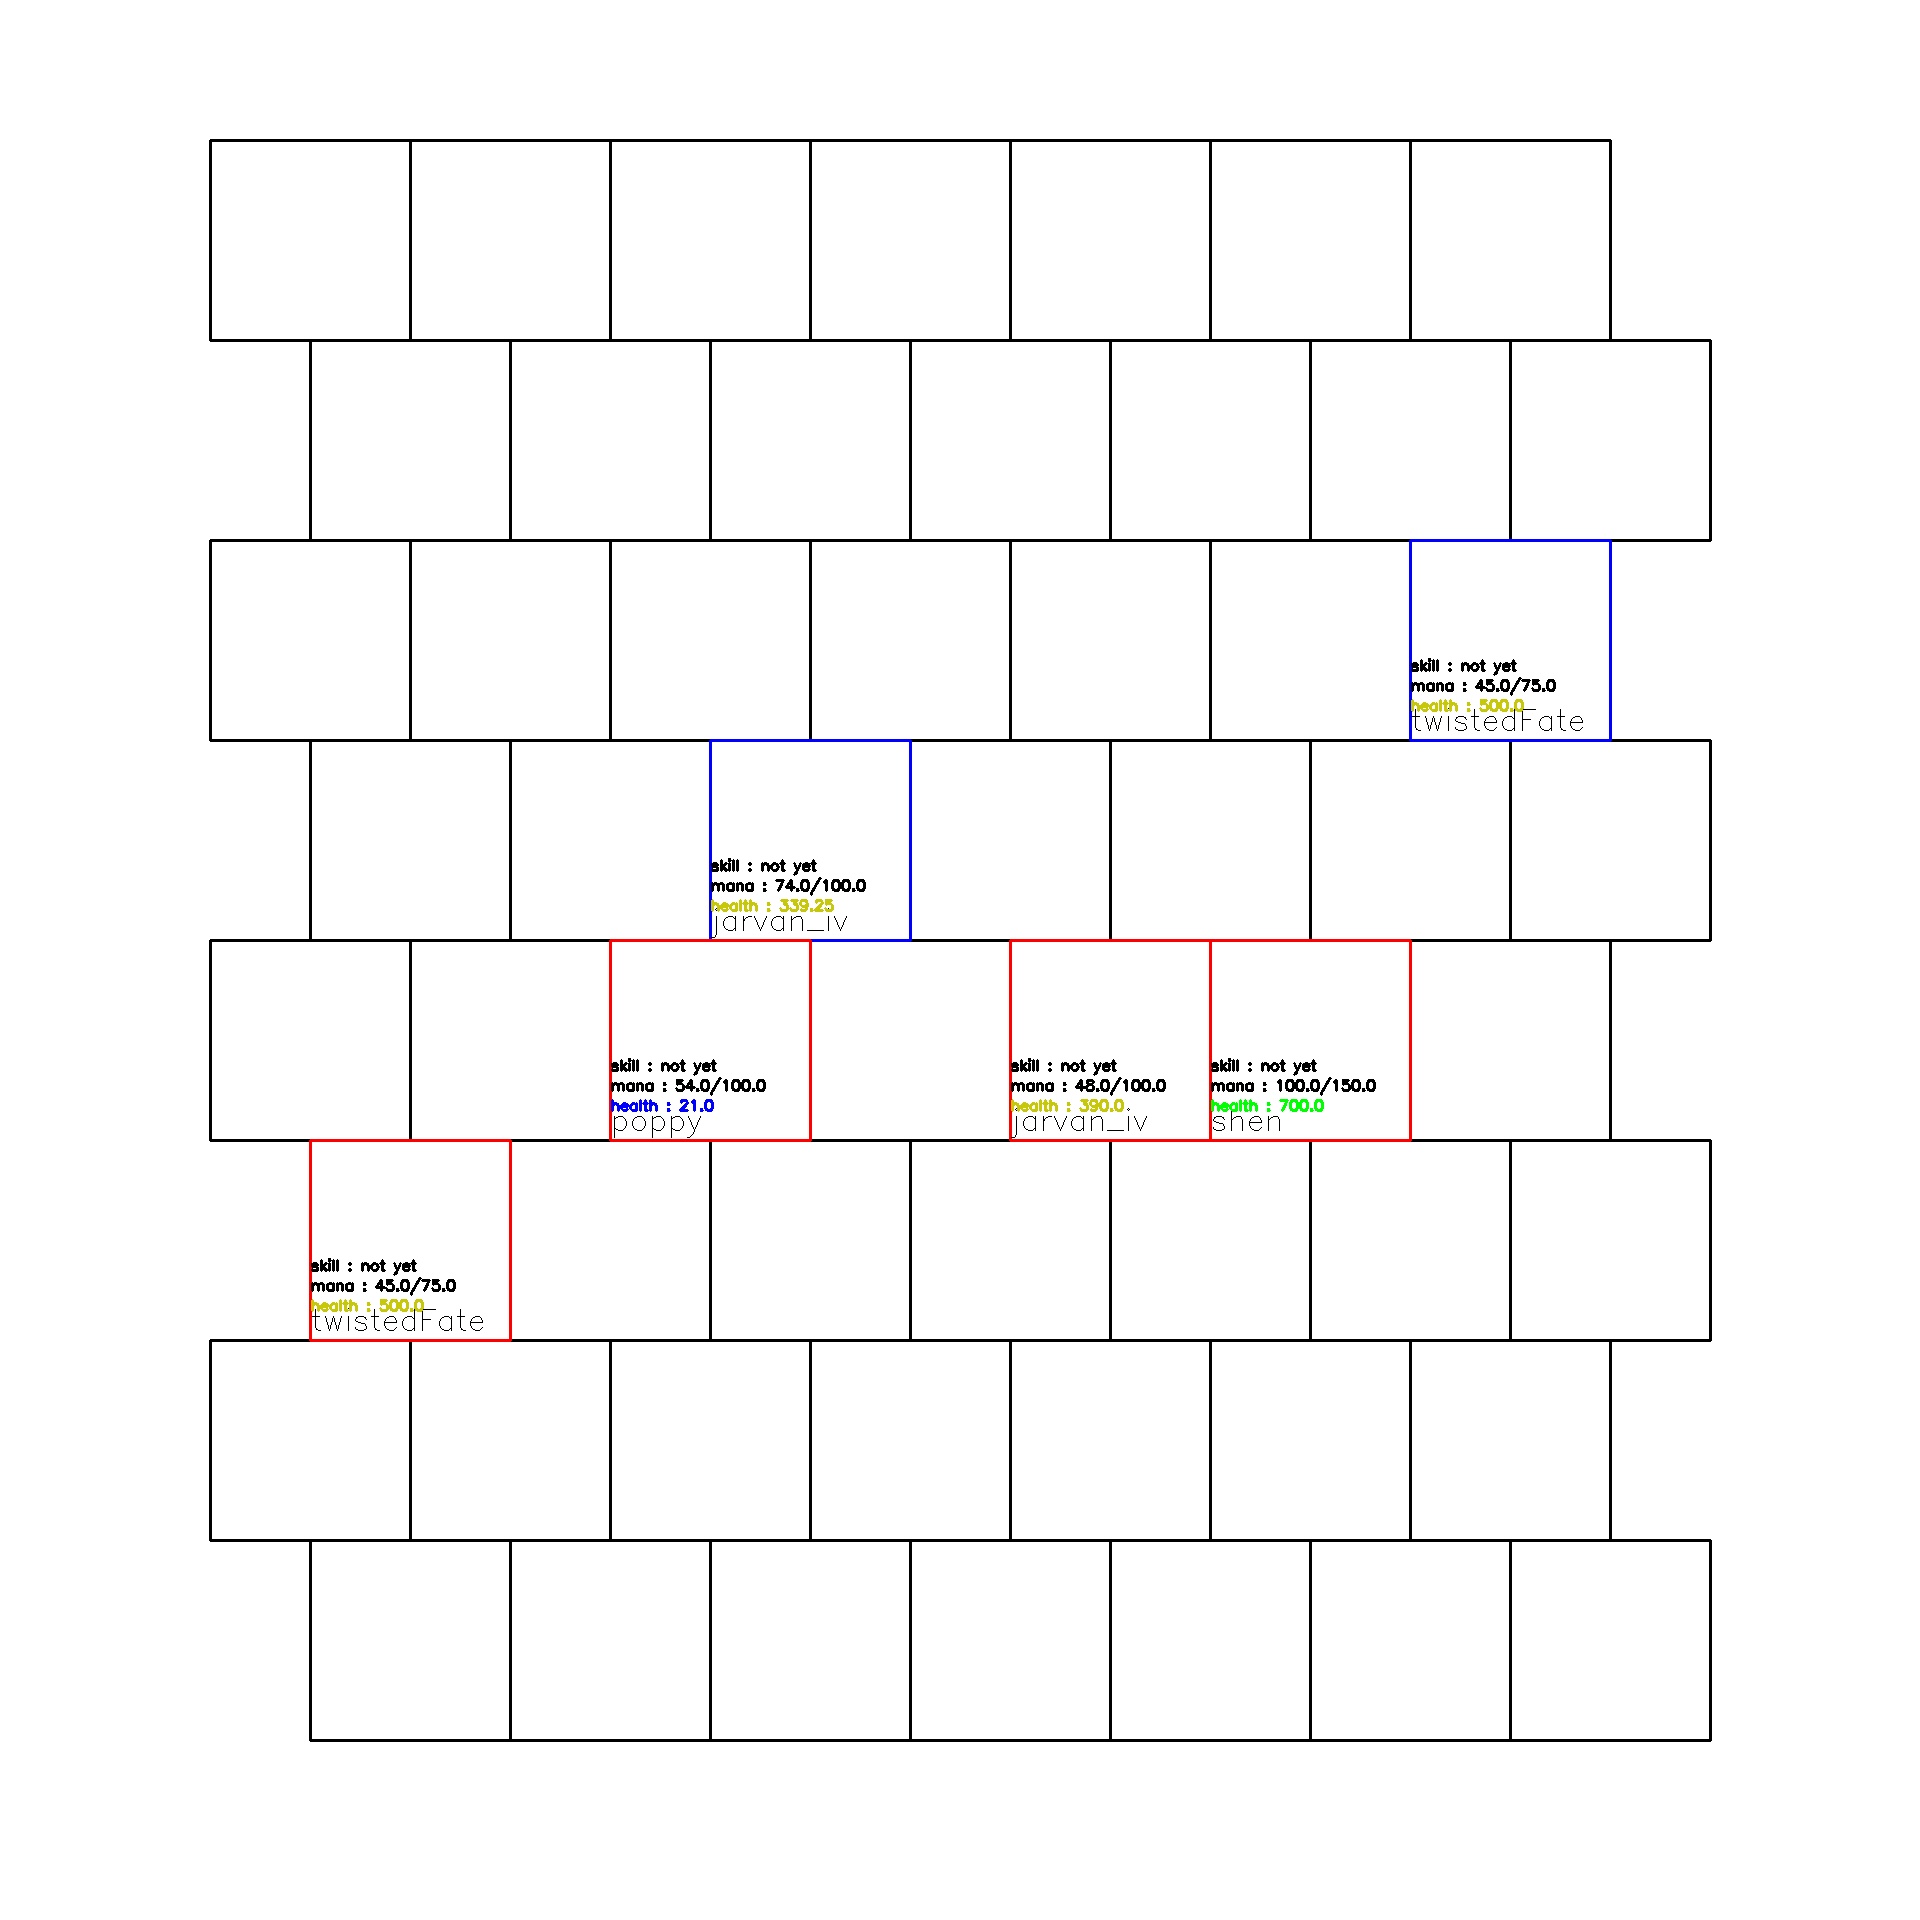 skill : not yet
mana : 45.0/75.0
health : 500.0
twistedFate
skill : not yet
mana : 74.0/100.0
health : 339.25
jarvan_iv
skill : not yet
mana : 54.0/100.0
health : 21.0
poppy
skill : not yet
mana : 48.0/100.0
health : 390.0
jarvan_iv
skill : not yet
mana : 100.0/150.0
health : 700.0
shen
skill : not yet
mana : 45.0/75.0
health : 500.0
twistedFate